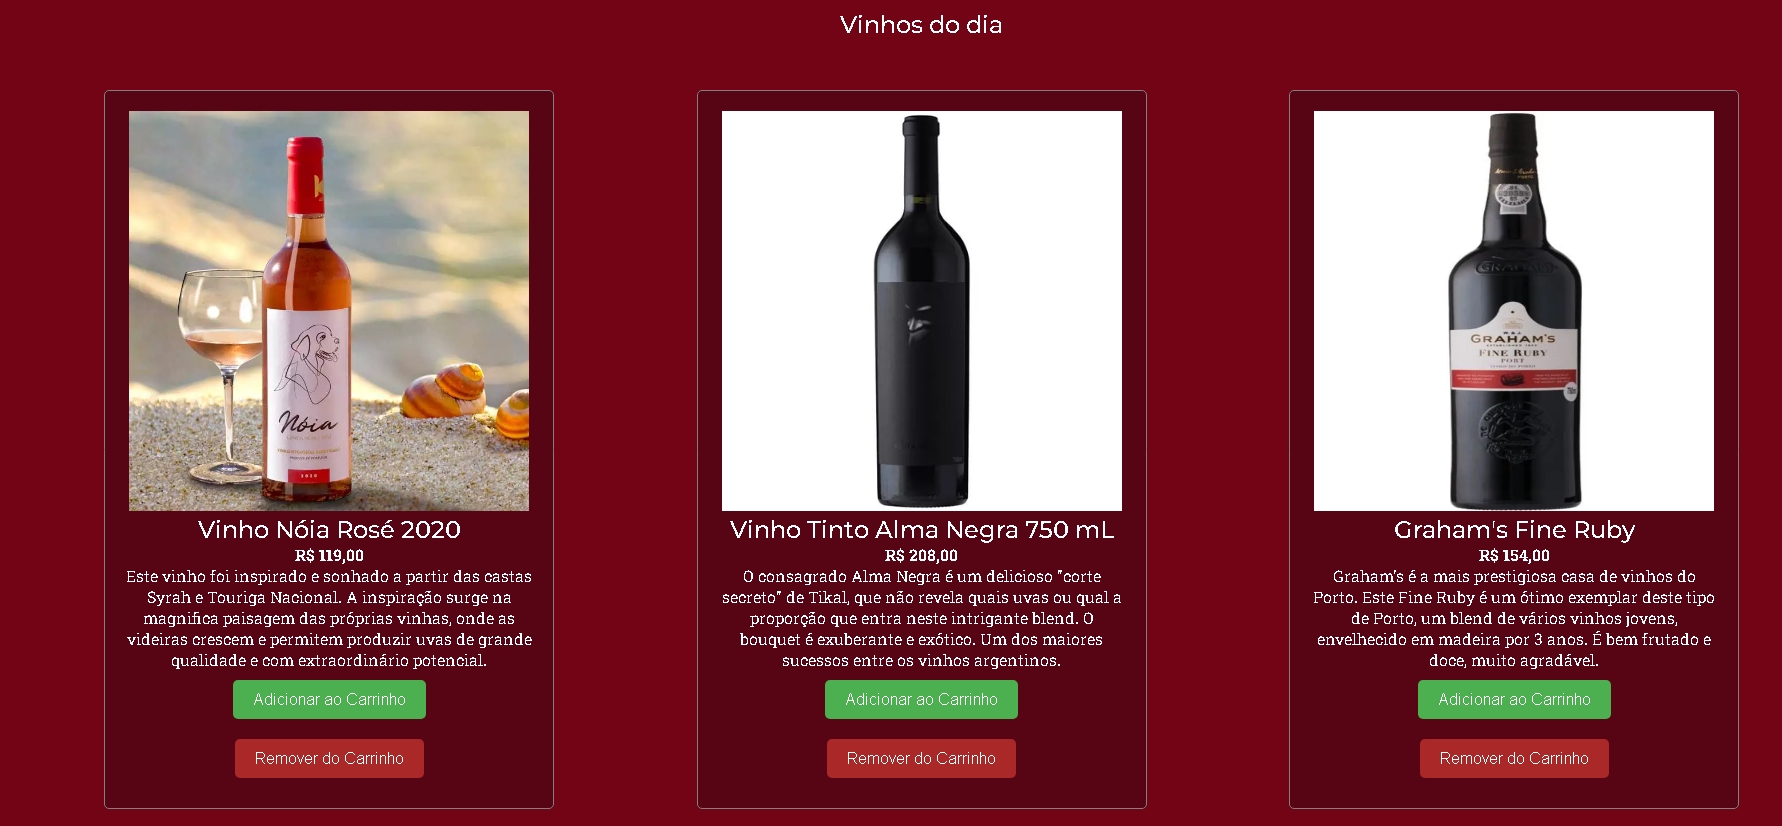 Vinhos do dia
Nóia
2020
Vinho Nóia Rosé 2020
R$ 119,00
Este vinho foi inspirado e sonhado a partir das castas
Syrah e Touriga Nacional. A inspiração surge na
magnifica paisagem das próprias vinhas, onde as
videiras crescem e permitem produzir uvas de grande
qualidade e com extraordinário potencial.
Adicionar ao Carrinho
Remover do Carrinho
Vinho Tinto Alma Negra 750 mL
R$ 208,00
O consagrado Alma Negra é um delicioso "corte
secreto" de Tikal, que não revela quais uvas ou qual a
proporção que entra neste intrigante blend. O
bouquet é exuberante e exótico. Um dos maiores
sucessos entre os vinhos argentinos.
Adicionar ao Carrinho
Remover do Carrinho
GRAHAM'S
W & J
GRAHAM'S
FINE RUBY
PORT
Graham's Fine Ruby
R$ 154,00
Graham's é a mais prestigiosa casa de vinhos do
Porto. Este Fine Ruby é um ótimo exemplar deste tipo
de Porto, um blend de vários vinhos jovens,
envelhecido em madeira por 3 anos. É bem frutado e
doce, muito agradável.
Adicionar ao Carrinho
Remover do Carrinho